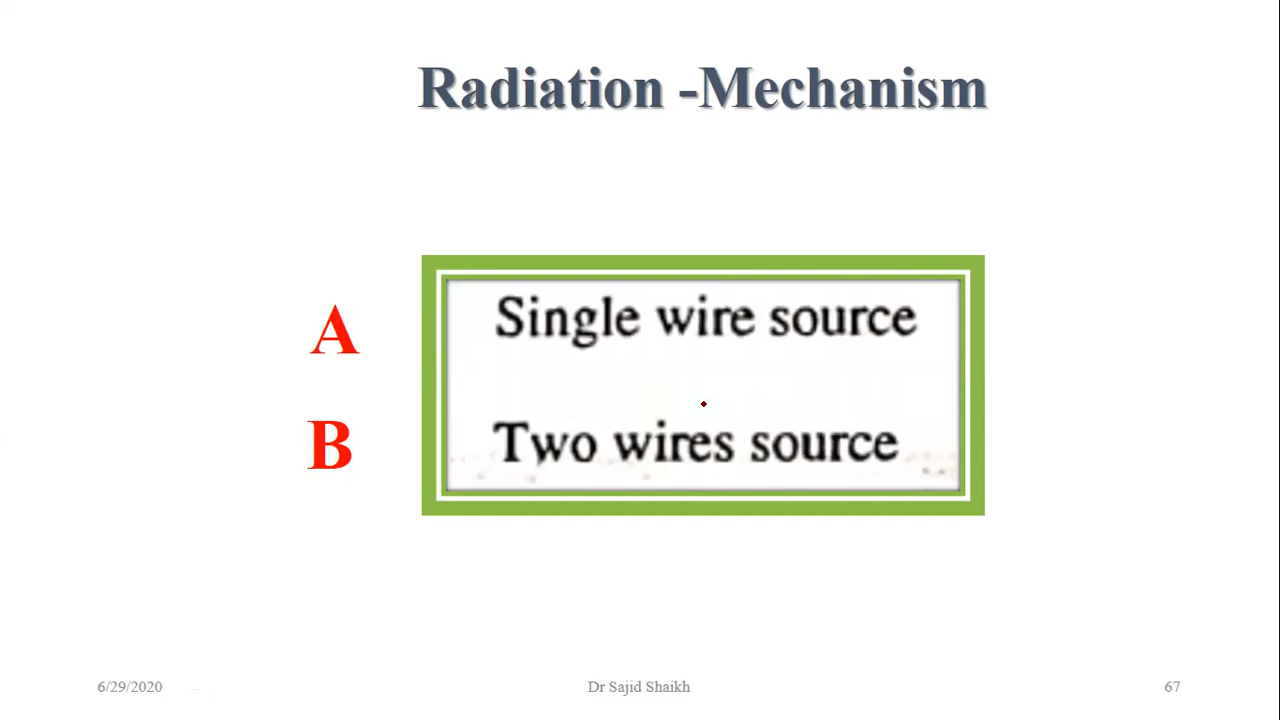 Radiation -Mechanism
A Single wire source
B Two wires source
6/29/2020 Dr Sajid Shaikh 67